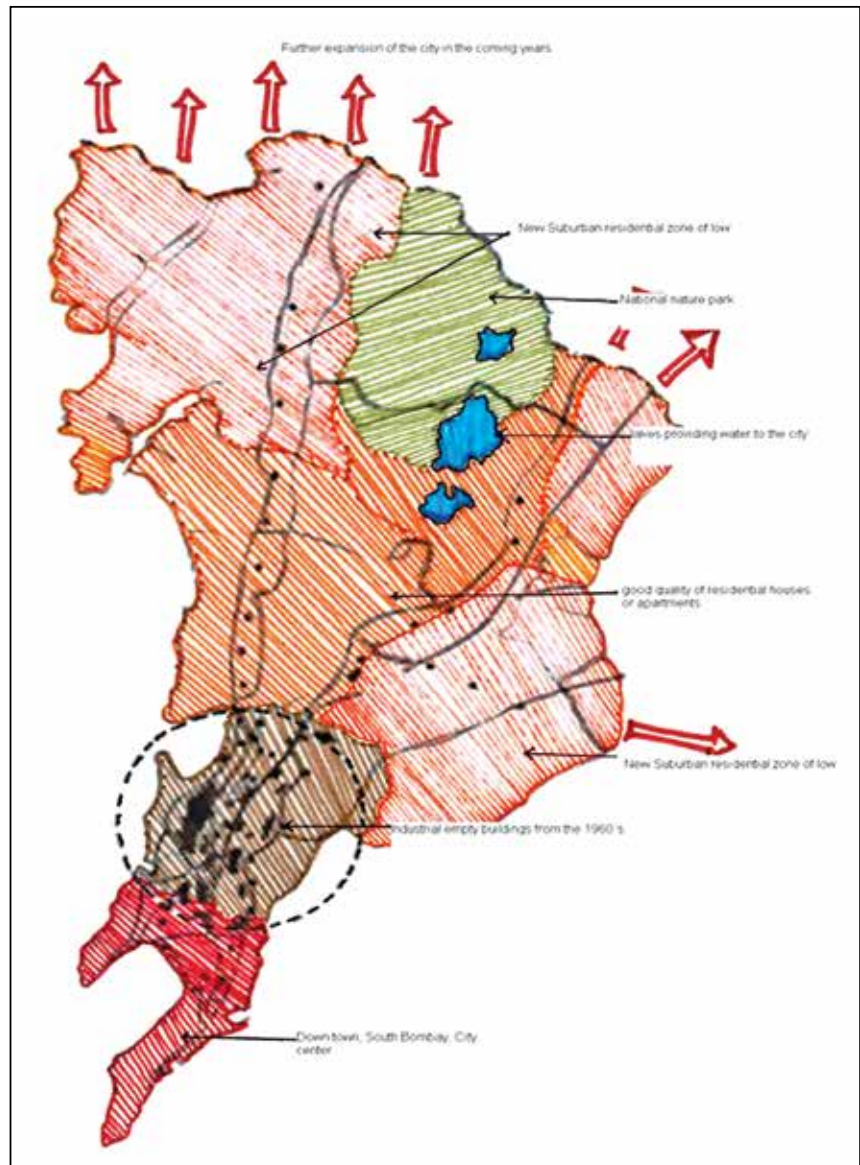 Further expansion of the city in the coming years
New Suburban residential zone of low
National nature park
lakes providing water to the city
good quality of residential houses
or apartments
New Suburban residential zone of low
Industrial empty buildings from the 1960's
Down town, South Bombay, City
center